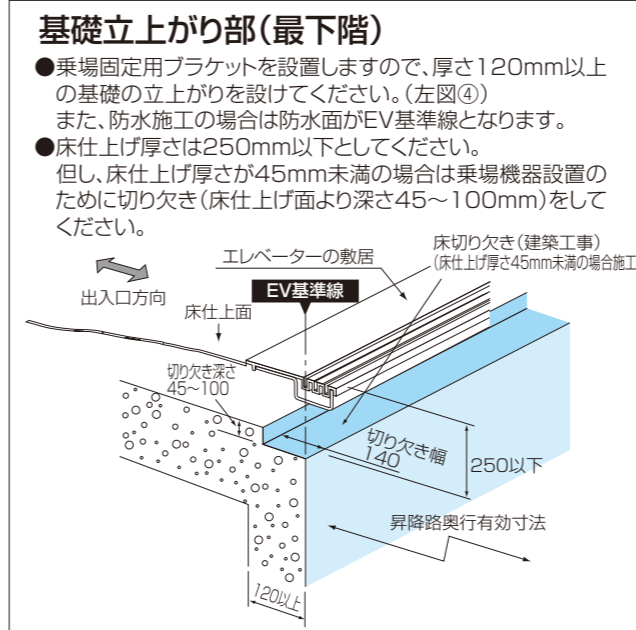 基礎立上がり部(最下階)
●乗場固定用ブラケットを設置しますので、厚さ120mm以上
の基礎の立上がりを設けてください。(左図④)
また、防水施工の場合は防水面がEV基準線となります。
●床仕上げ厚さは250mm以下としてください。
但し、床仕上げ厚さが45mm未満の場合は乗場機器設置の
ために切り欠き(床仕上げ面より深さ45〜100mm)をして
ください。
床切り欠き(建築工事)
(床仕上げ厚さ45mm未満の場合施工
エレベーターの敷居
出入口方向
EV基準線
床仕上面
切り欠き深さ
45〜100
切り欠き幅
140
250以下
昇降路奥行有効寸法
120以上